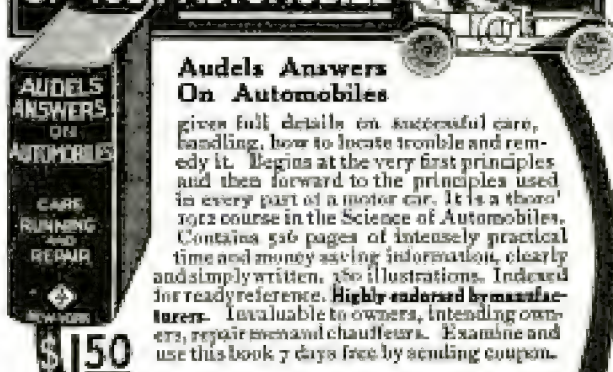 AUDELS
ANSWERS
ON
AUTOMOBILES
CARE
RUNNING
AND
REPAIR
NEW YORK
$1.50
Audels Answers
On Automobiles
gives full details on successful care,
handling, how to locate trouble and rem-
edy it. Begins at the very first principles
and then forward to the principles used
in every part of a motor car. It is a thoro'
1912 course in the Science of Automobiles.
Contains 516 pages of intensely practical
time and money saving information, clearly
and simply written. illustrations. Indexed
for ready reference. Highly endorsed by manufac-
turers. Invaluable to owners, intending own-
ers, repair men and chauffeurs. Examine and
use this book 7 days free by sending coupon.